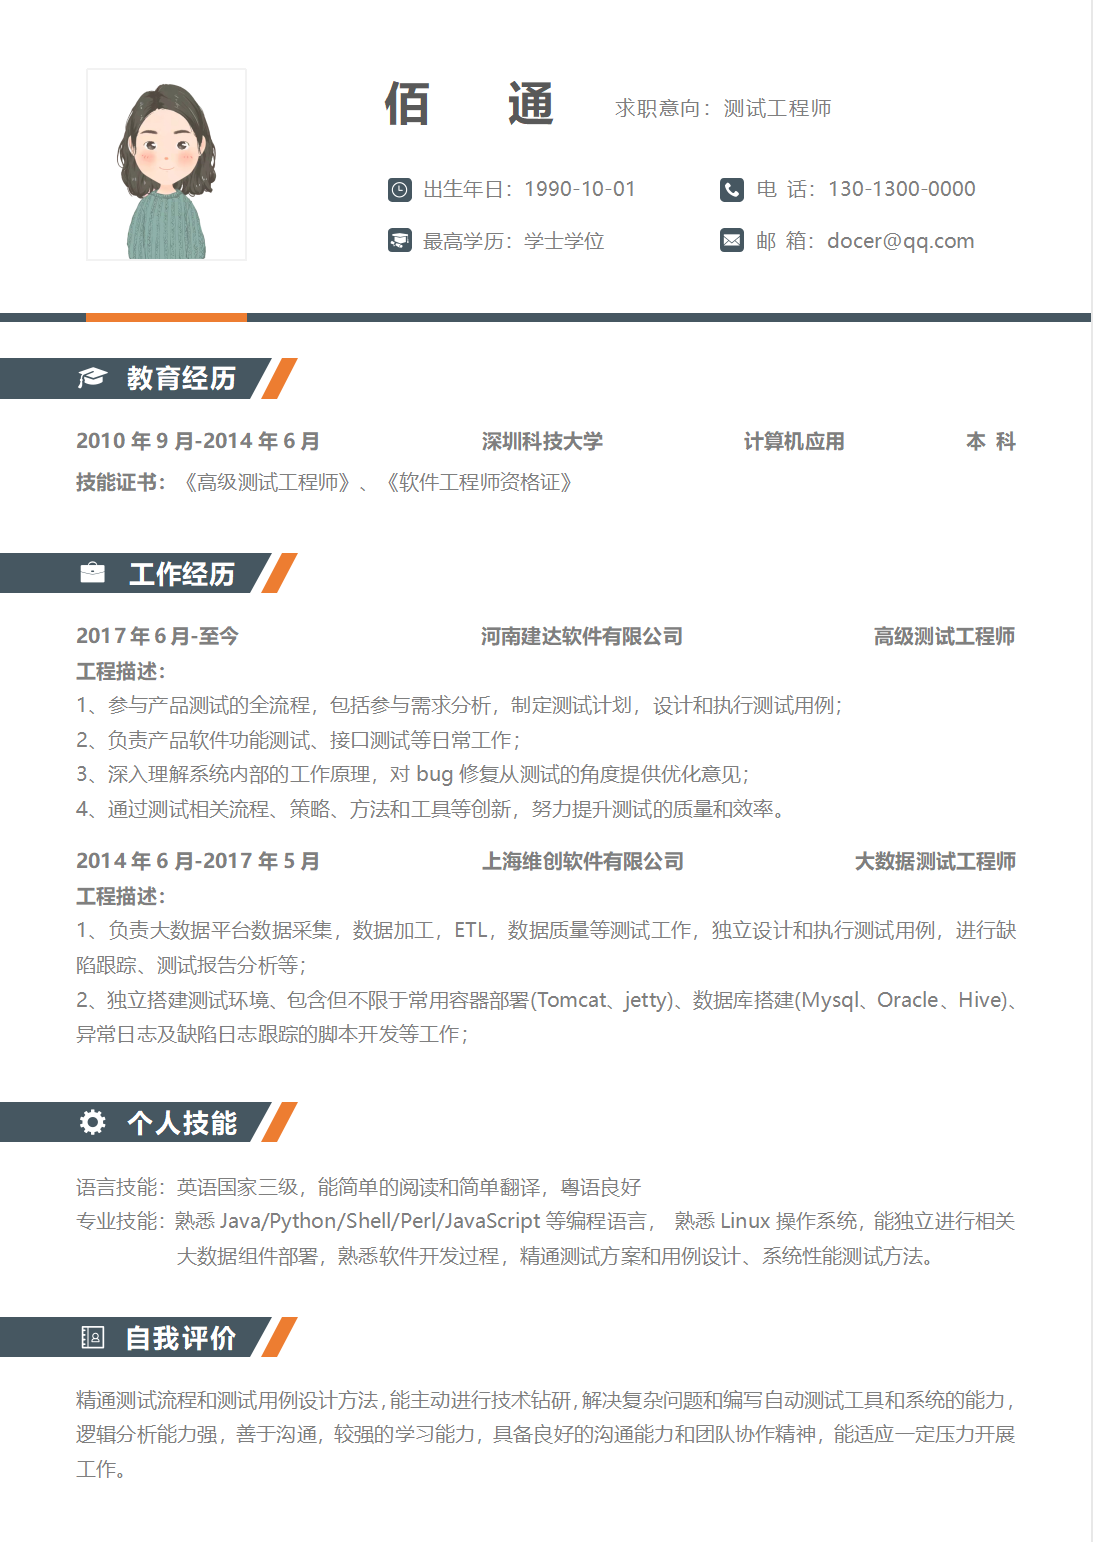 佰 通 求职意向：测试工程师
出生年日：1990-10-01 电 话：130-1300-0000
最高学历：学士学位 邮 箱：docer@qq.com
教育经历
2010 年 9 月-2014 年 6 月 深圳科技大学 计算机应用 本 科
技能证书：《高级测试工程师》、《软件工程师资格证》
工作经历
2017 年 6 月-至今 河南建达软件有限公司 高级测试工程师
工程描述：
1、参与产品测试的全流程，包括参与需求分析，制定测试计划，设计和执行测试用例；
2、负责产品软件功能测试、接口测试等日常工作；
3、深入理解系统内部的工作原理，对 bug 修复从测试的角度提供优化意见；
4、通过测试相关流程、策略、方法和工具等创新，努力提升测试的质量和效率。
2014 年 6 月-2017 年 5 月 上海维创软件有限公司 大数据测试工程师
工程描述：
1、负责大数据平台数据采集，数据加工，ETL，数据质量等测试工作，独立设计和执行测试用例，进行缺
陷跟踪、测试报告分析等；
2、独立搭建测试环境、包含但不限于常用容器部署(Tomcat、jetty)、数据库搭建(Mysql、Oracle、Hive)、
异常日志及缺陷日志跟踪的脚本开发等工作；
个人技能
语言技能：英语国家三级，能简单的阅读和简单翻译，粤语良好
专业技能：熟悉 Java/Python/Shell/Perl/JavaScript 等编程语言， 熟悉 Linux 操作系统，能独立进行相关
大数据组件部署，熟悉软件开发过程，精通测试方案和用例设计、系统性能测试方法。
自我评价
精通测试流程和测试用例设计方法，能主动进行技术钻研，解决复杂问题和编写自动测试工具和系统的能力，
逻辑分析能力强，善于沟通，较强的学习能力，具备良好的沟通能力和团队协作精神，能适应一定压力开展
工作。